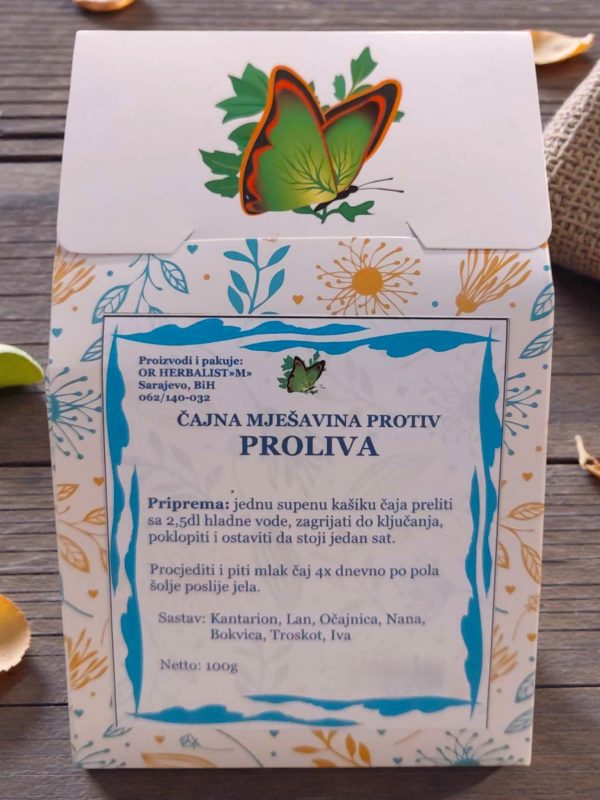 Proizvodi i pakuje:
OR HERBALIST»M»
Sarajevo, BiH
062/140-032
ČAJNA MJEŠAVINA PROTIV
PROLIVA
Priprema: jednu supenu kašiku čaja preliti
sa 2,5dl hladne vode, zagrijati do ključanja,
poklopiti i ostaviti da stoji jedan sat.
Procjediti i piti mlak čaj 4x dnevno po pola
šolje poslije jela.
Sastav: Kantarion, Lan, Očajnica, Nana,
Bokvica, Troskot, Iva
Netto: 100g